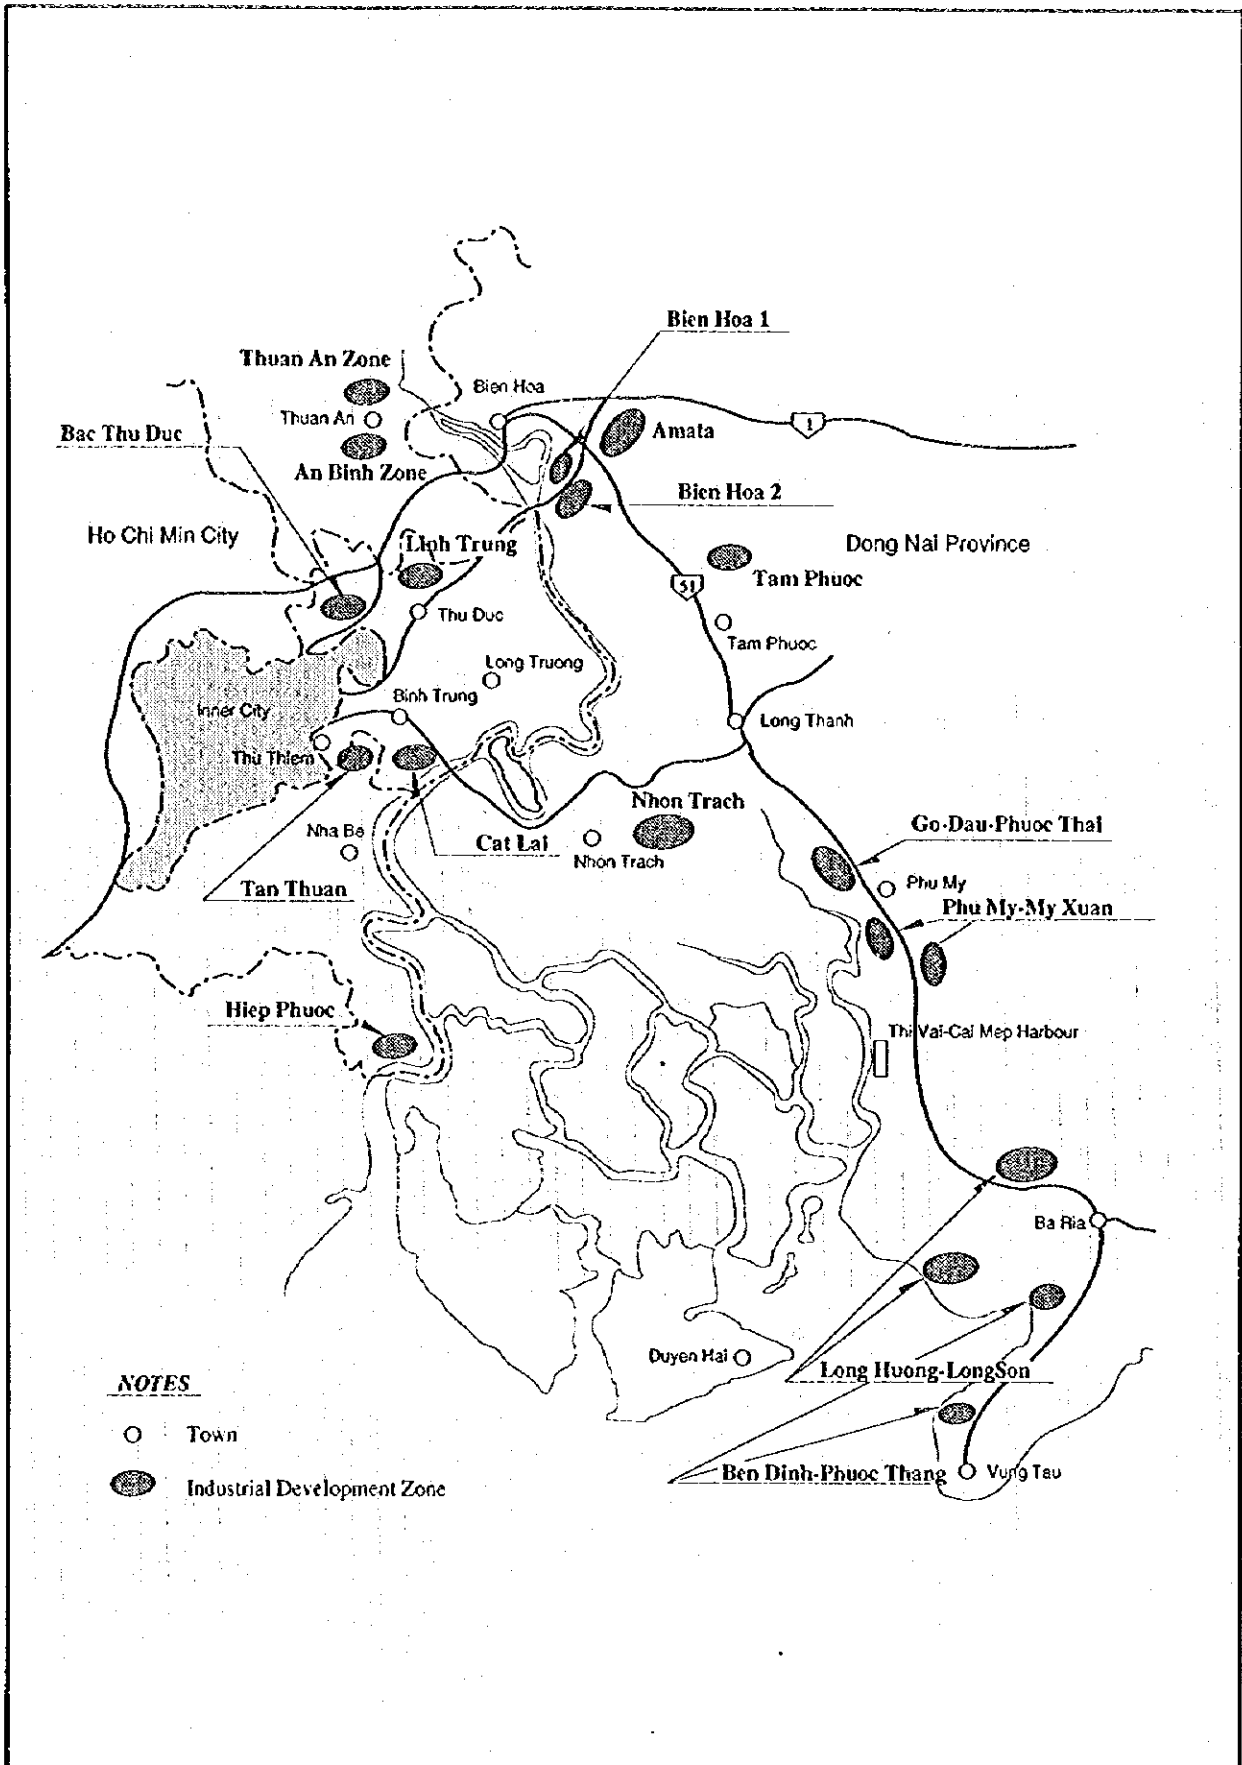 Bien Hoa 1
Thuan An Zone
Bien Hoa
Thuan An
1
Amata
Bac Thu Duc
An Binh Zone
Bien Hoa 2
Ho Chi Min City
Linh Trung
Dong Nai Province
51
Tam Phuoc
Thu Duc
Tam Phuoc
Long Truong
Inner City
Binh Trung
Long Thanh
Thu Thiem
Nhon Trach
Go-Dau-Phuoc Thai
Nha Be
Cat Lai
Nhon Trach
Tan Thuan
Phu My
Phu My-My Xuan
Hiep Phuoc
Thi Vai-Cai Mep Harbour
Ba Ria
Duyen Hai
Long Huong-LongSon
NOTES
Town
Ben Dinh-Phuoc Thang
Vung Tau
Industrial Development Zone